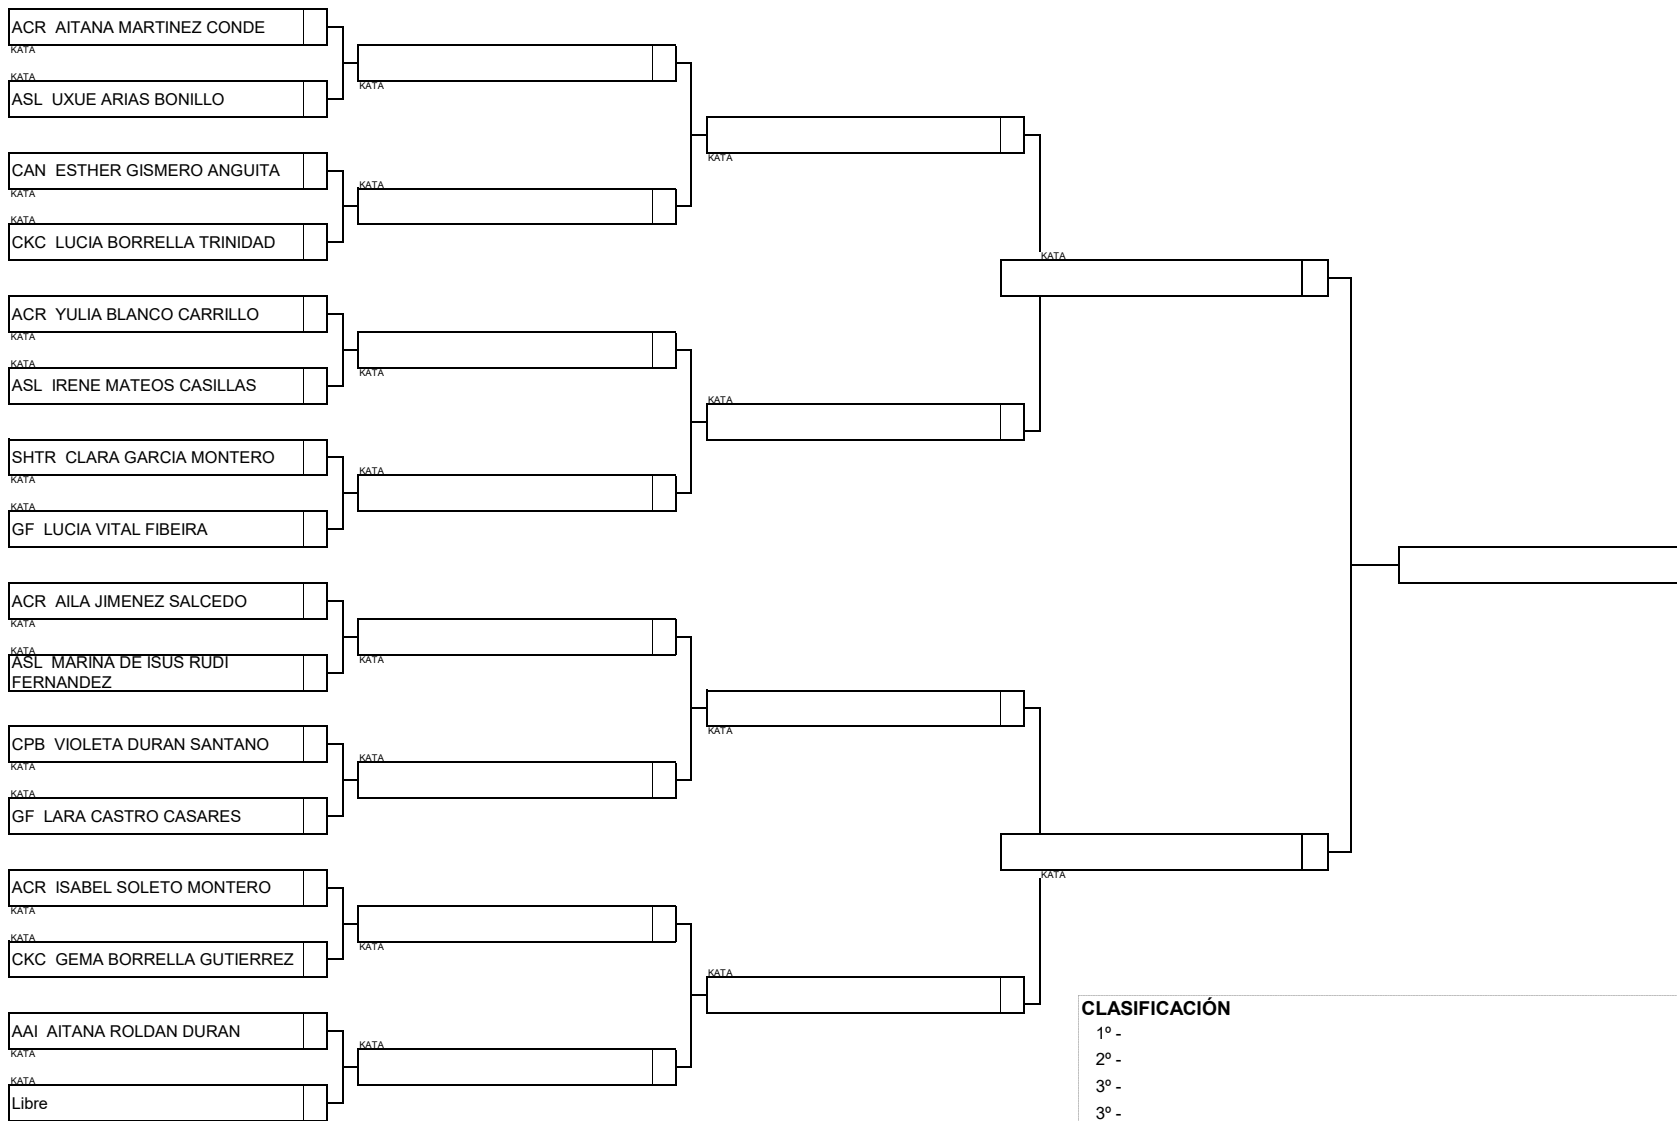 ACR AITANA MARTINEZ CONDE
KATA
KATA
ASL UXUE ARIAS BONILLO
KATA
CAN ESTHER GISMERO ANGUITA
KATA
KATA
CKC LUCIA BORRELLA TRINIDAD
KATA
KATA
KATA
ACR YULIA BLANCO CARRILLO
KATA
KATA
ASL IRENE MATEOS CASILLAS
KATA
KATA
SHTR CLARA GARCIA MONTERO
KATA
KATA
GF LUCIA VITAL FIBEIRA
KATA
ACR AILA JIMENEZ SALCEDO
KATA
KATA
ASL MARINA DE ISUS RUDI
FERNANDEZ
KATA
CPB VIOLETA DURAN SANTANO
KATA
KATA
GF LARA CASTRO CASARES
KATA
KATA
KATA
ACR ISABEL SOLETO MONTERO
KATA
KATA
CKC GEMA BORRELLA GUTIERREZ
KATA
KATA
AAI AITANA ROLDAN DURAN
KATA
KATA
Libre
KATA
CLASIFICACIÓN
1º -
2º -
3º -
3º -